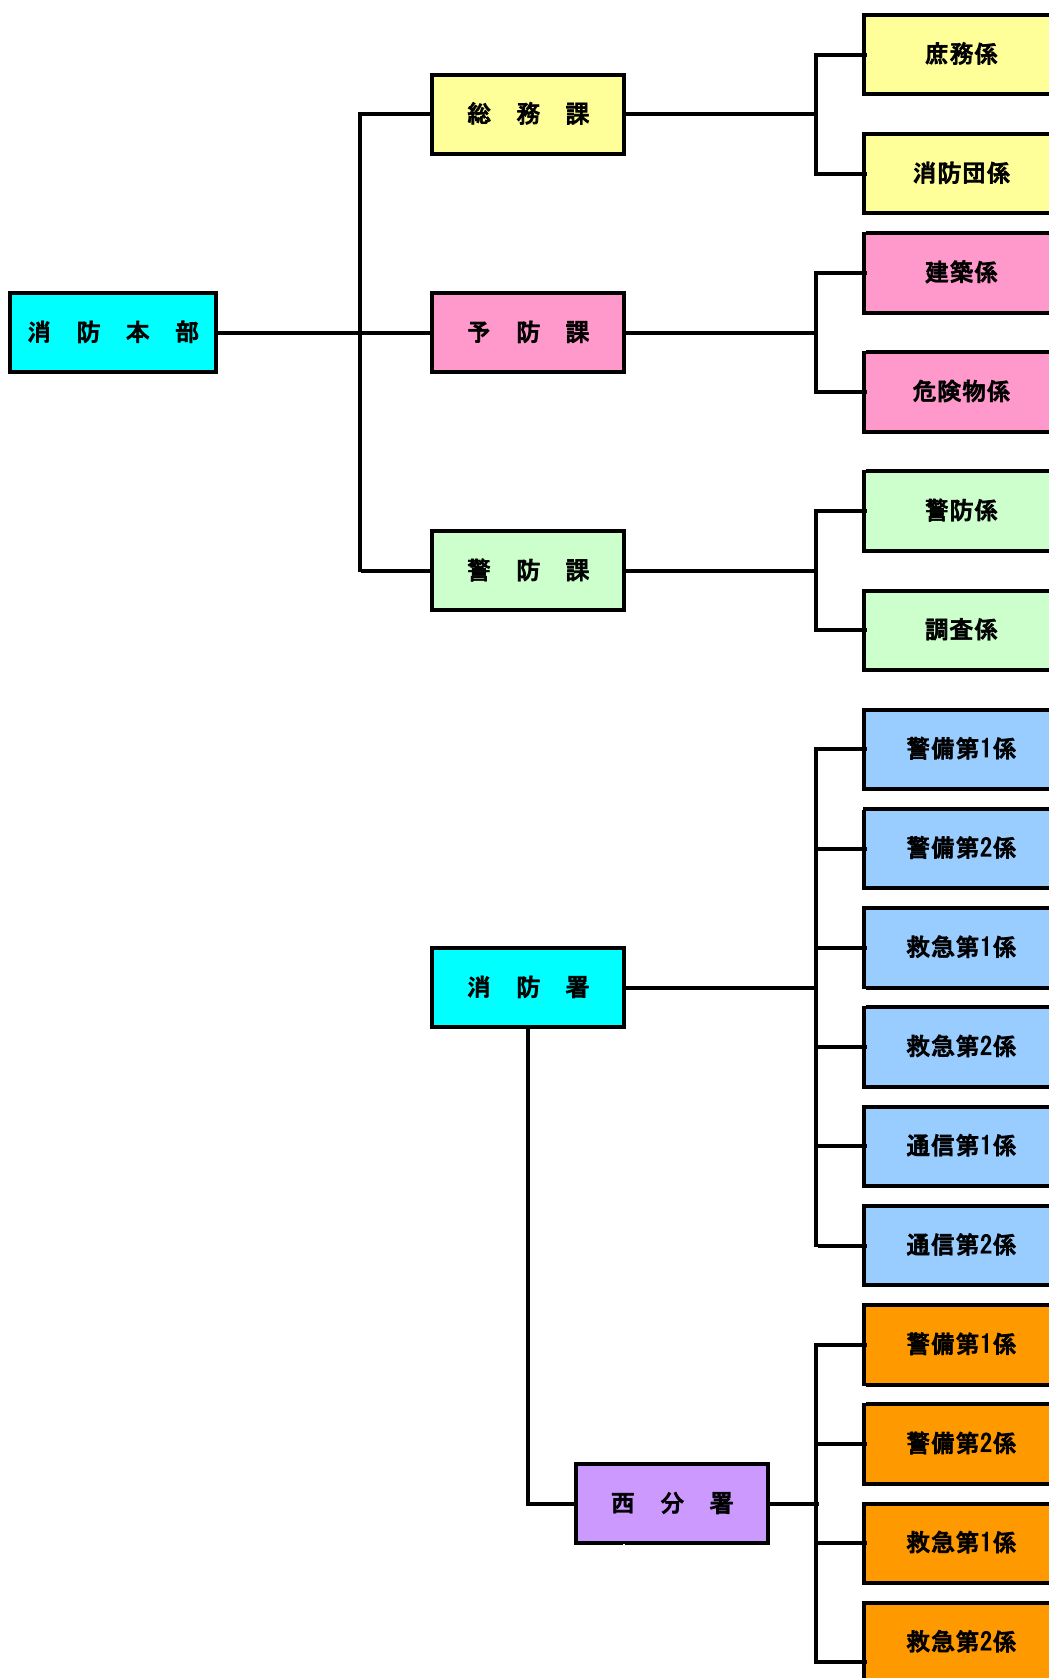 庶務係
総　務　課
消防団係
建築係
消　防　本　部
予　防　課
危険物係
警防係
警　防　課
調査係
警備第1係
警備第2係
救急第1係
消　防　署
救急第2係
通信第1係
通信第2係
警備第1係
警備第2係
西　分　署
救急第1係
救急第2係